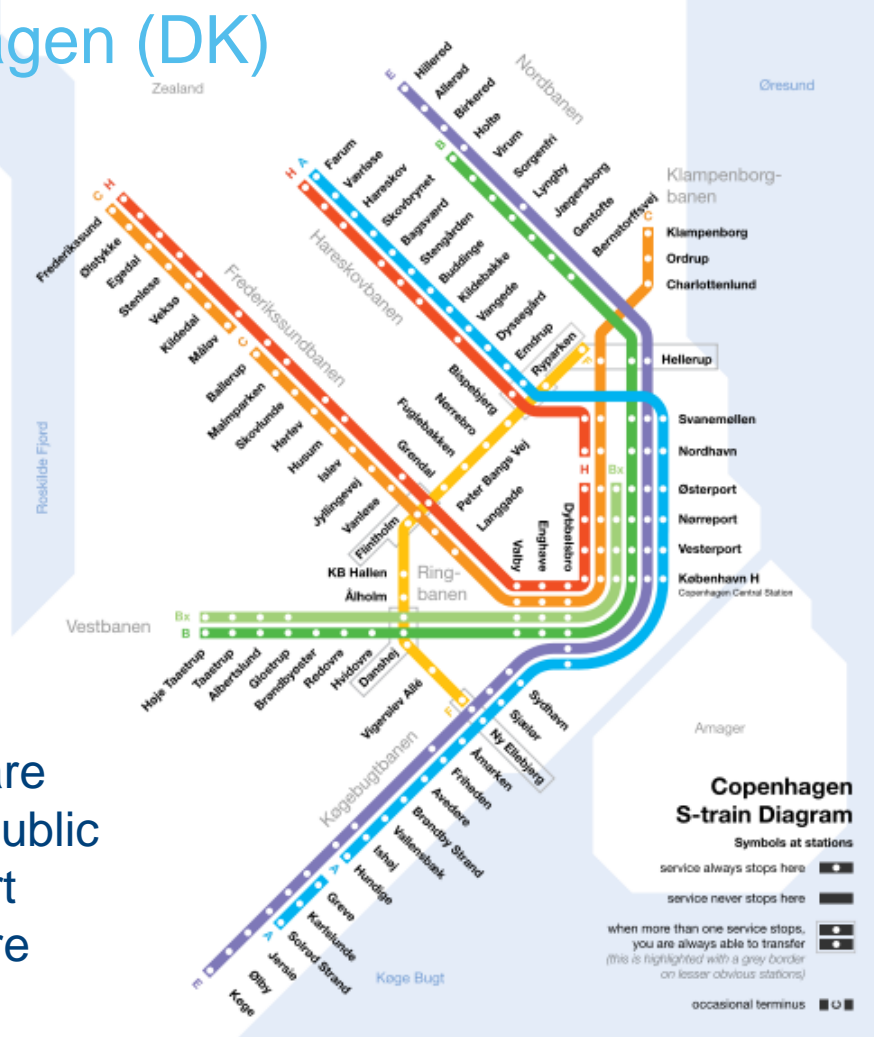 agen (DK)
Zealand
Øresund
Nordbanen
E
Hillerød
Allerød
Birkerød
Holte
Virum
Sorgenfri
Lyngby
Jægersborg
Gentofte
Bernstorffsvej
B
Klampenborg-
banen
C
Klampenborg
Ordrup
Charlottenlund
H A
Farum
Værløse
Hareskov
Skovbrynet
Bagsværd
Stengården
Buddinge
Kildebakke
Vangede
Dyssegård
Emdrup
Ryparken
F
Hareskovbanen
C H
Frederikssund
Ølstykke
Egedal
Stenløse
Veksø
Kildedal
Måløv
C
Ballerup
Malmparken
Skovlunde
Herlev
Husum
Islev
Jyllingevej
Vanløse
Flintholm
Frederikssundbanen
Bispebjerg
Nørrebro
Fuglebakken
Grøndal
Peter Bangs Vej
Langgade
Valby
Enghave
Dybbølsbro
H
Bx
Hellerup
Svanemøllen
Nordhavn
Østerport
Nørreport
Vesterport
København H
Copenhagen Central Station
Roskilde Fjord
KB Hallen
Ålholm
Ring-
banen
Vestbanen
Bx
B
Høje Taastrup
Taastrup
Albertslund
Glostrup
Brøndbyøster
Rødovre
Hvidovre
Danshøj
Vigerslev Allé
F
Køgebugtbanen
Sydhavn
Sjælør
Ny Ellebjerg
Åmarken
Friheden
Avedøre
Brøndby Strand
Vallensbæk
Ishøj
Hundige
A
Greve
Karlslunde
Solrød Strand
Jersie
Ølby
Køge
A
E
Køge Bugt
Amager
are
public
rt
re
Copenhagen
S-train Diagram
Symbols at stations
service always stops here
service never stops here
when more than one service stops,
you are always able to transfer
(this is highlighted with a grey border
on lesser obvious stations)
occasional terminus
C